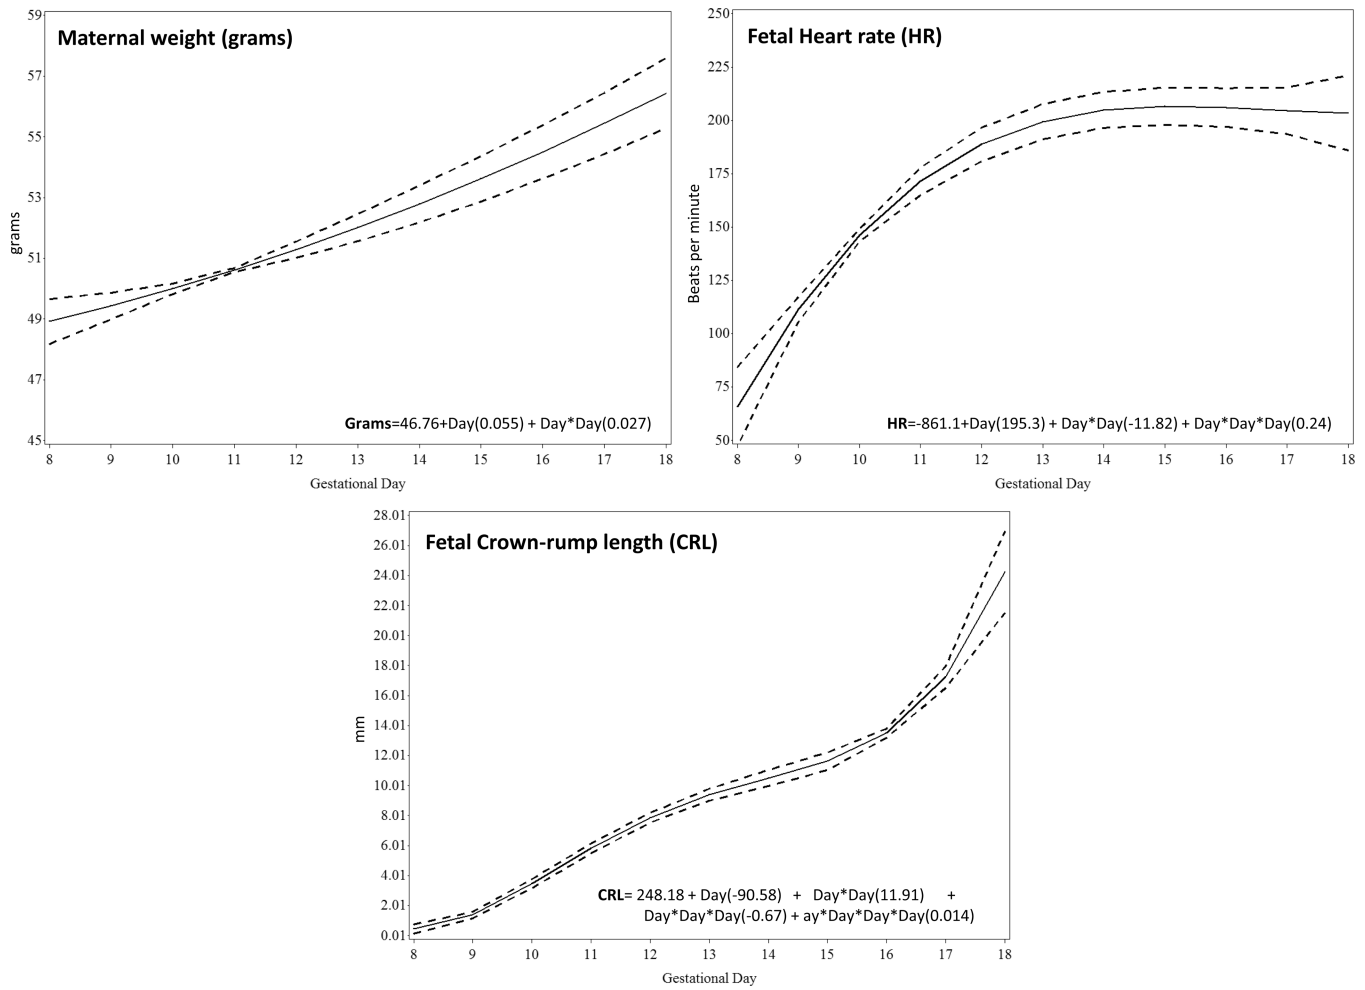 Maternal weight (grams)
59
57
55
53
51
49
47
45
grams
Grams=46.76+Day(0.055) + Day*Day(0.027)
8 9 10 11 12 13 14 15 16 17 18
Gestational Day
Fetal Heart rate (HR)
250
225
200
175
150
125
100
75
50
Beats per minute
HR=-861.1+Day(195.3) + Day*Day(-11.82) + Day*Day*Day(0.24)
8 9 10 11 12 13 14 15 16 17 18
Gestational Day
Fetal Crown-rump length (CRL)
28.01
26.01
24.01
22.01
20.01
18.01
16.01
14.01
12.01
10.01
8.01
6.01
4.01
2.01
0.01
mm
CRL= 248.18 + Day(-90.58) + Day*Day(11.91) +
Day*Day*Day(-0.67) + ay*Day*Day*Day(0.014)
8 9 10 11 12 13 14 15 16 17 18
Gestational Day